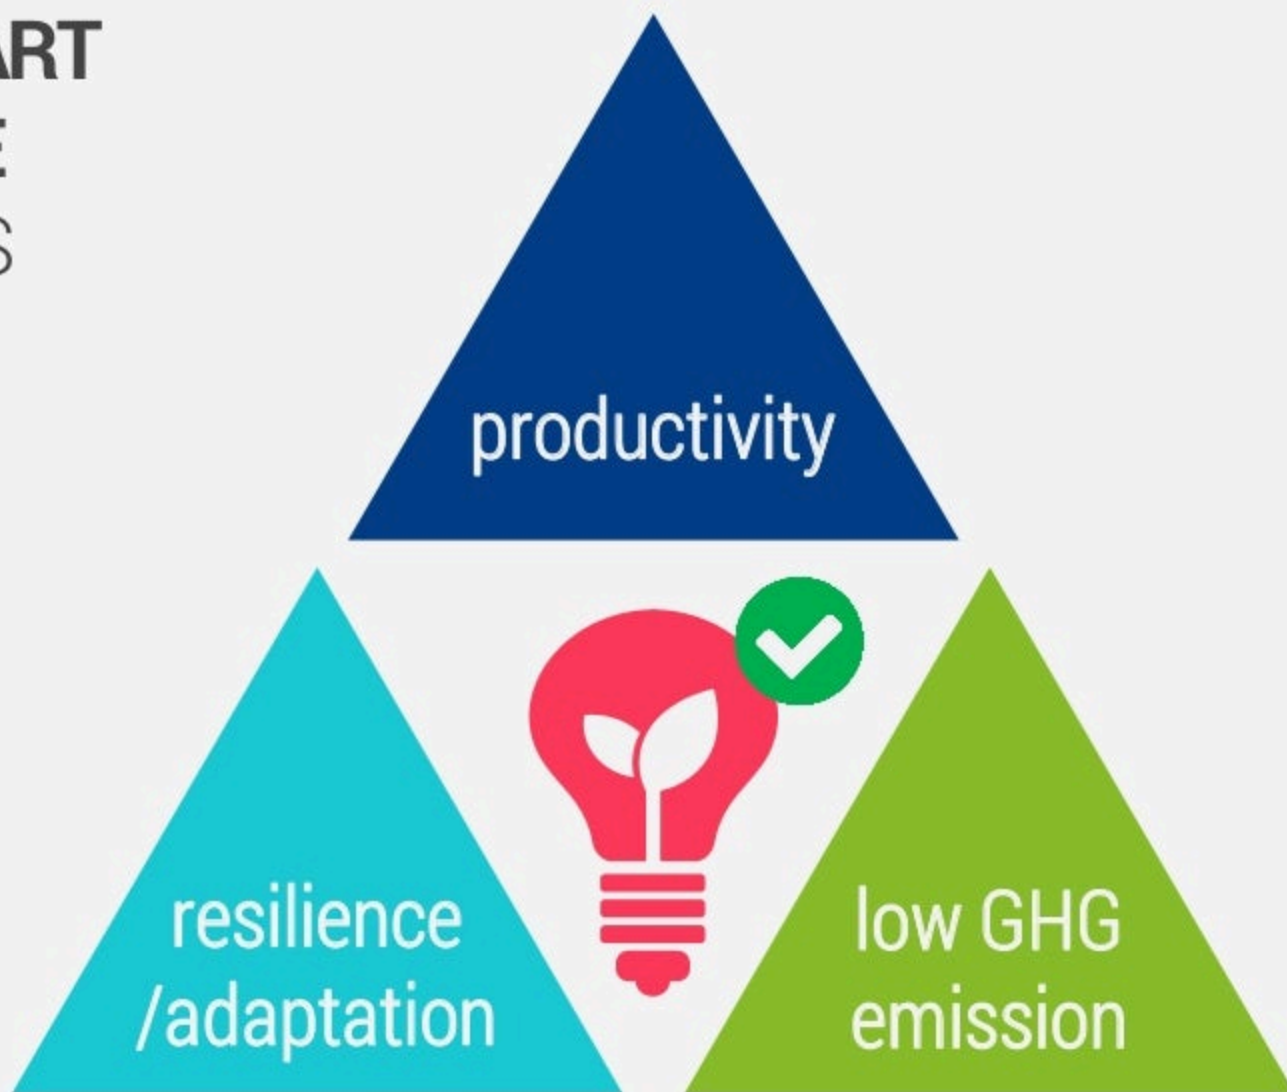 ART
E
S
productivity
resilience
/adaptation
low GHG
emission